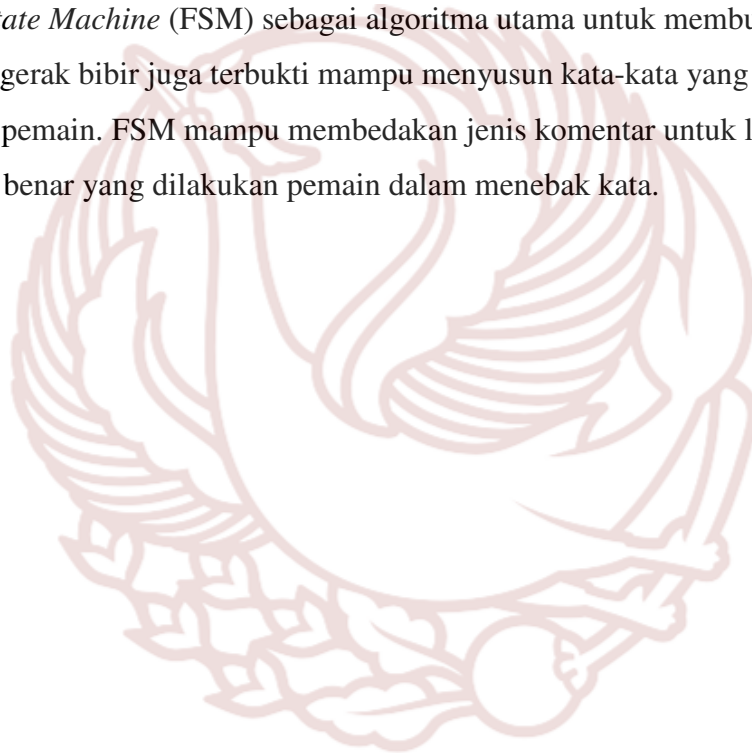 tate Machine (FSM) sebagai algoritma utama untuk membu
gerak bibir juga terbukti mampu menyusun kata-kata yang
pemain. FSM mampu membedakan jenis komentar untuk l
benar yang dilakukan pemain dalam menebak kata.